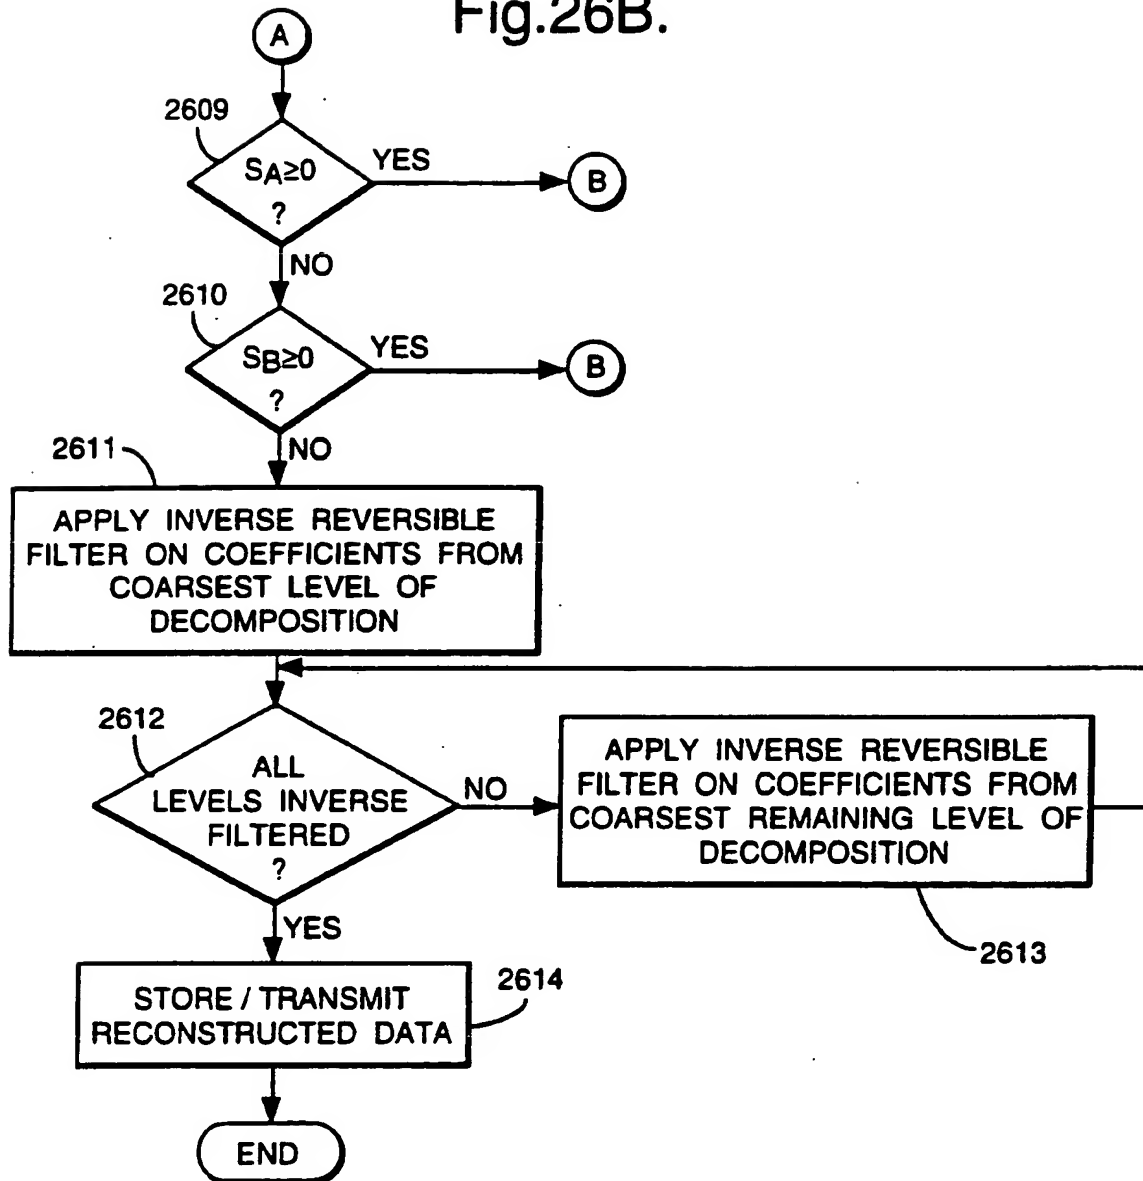 Fig.26B.
A
2609
SA≥0
?
YES
B
NO
2610
SB≥0
?
YES
B
NO
2611
APPLY INVERSE REVERSIBLE
FILTER ON COEFFICIENTS FROM
COARSEST LEVEL OF
DECOMPOSITION
2612
ALL
LEVELS INVERSE
FILTERED
?
NO
APPLY INVERSE REVERSIBLE
FILTER ON COEFFICIENTS FROM
COARSEST REMAINING LEVEL OF
DECOMPOSITION
2613
YES
STORE / TRANSMIT
RECONSTRUCTED DATA
2614
END